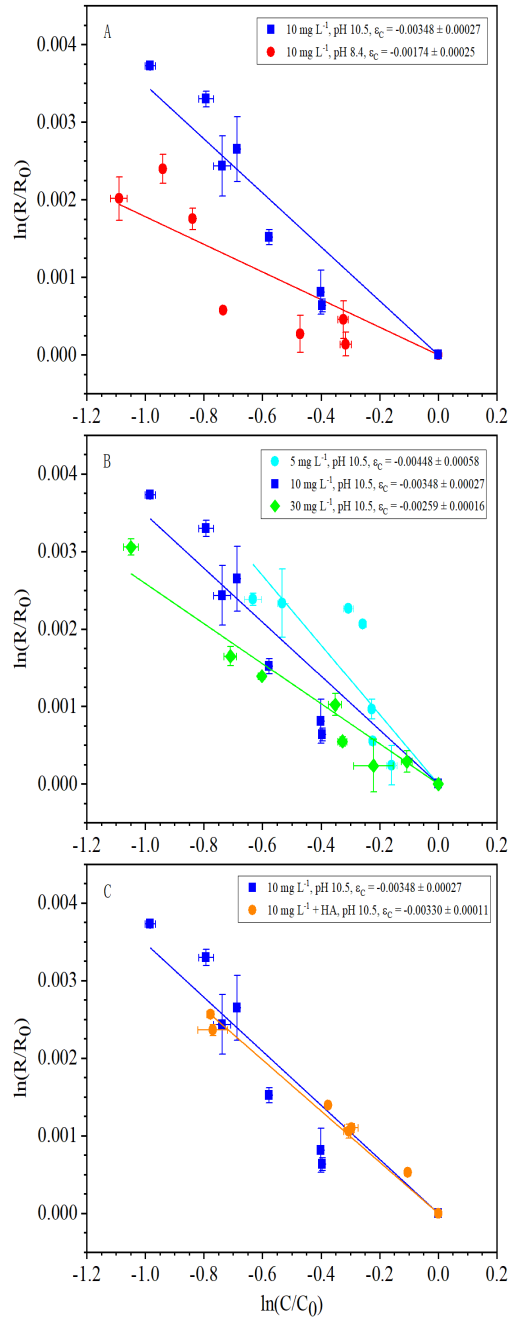 A
10 mg L⁻¹, pH 10.5, ε_C = -0.00348 ± 0.00027
10 mg L⁻¹, pH 8.4, ε_C = -0.00174 ± 0.00025
0.004
0.003
0.002
0.001
0.000
ln(R/R₀)
-1.2 -1.0 -0.8 -0.6 -0.4 -0.2 0.0 0.2
B
5 mg L⁻¹, pH 10.5, ε_C = -0.00448 ± 0.00058
10 mg L⁻¹, pH 10.5, ε_C = -0.00348 ± 0.00027
30 mg L⁻¹, pH 10.5, ε_C = -0.00259 ± 0.00016
0.004
0.003
0.002
0.001
0.000
ln(R/R₀)
-1.2 -1.0 -0.8 -0.6 -0.4 -0.2 0.0 0.2
C
10 mg L⁻¹, pH 10.5, ε_C = -0.00348 ± 0.00027
10 mg L⁻¹ + HA, pH 10.5, ε_C = -0.00330 ± 0.00011
0.004
0.003
0.002
0.001
0.000
ln(R/R₀)
-1.2 -1.0 -0.8 -0.6 -0.4 -0.2 0.0 0.2
ln(C/C₀)